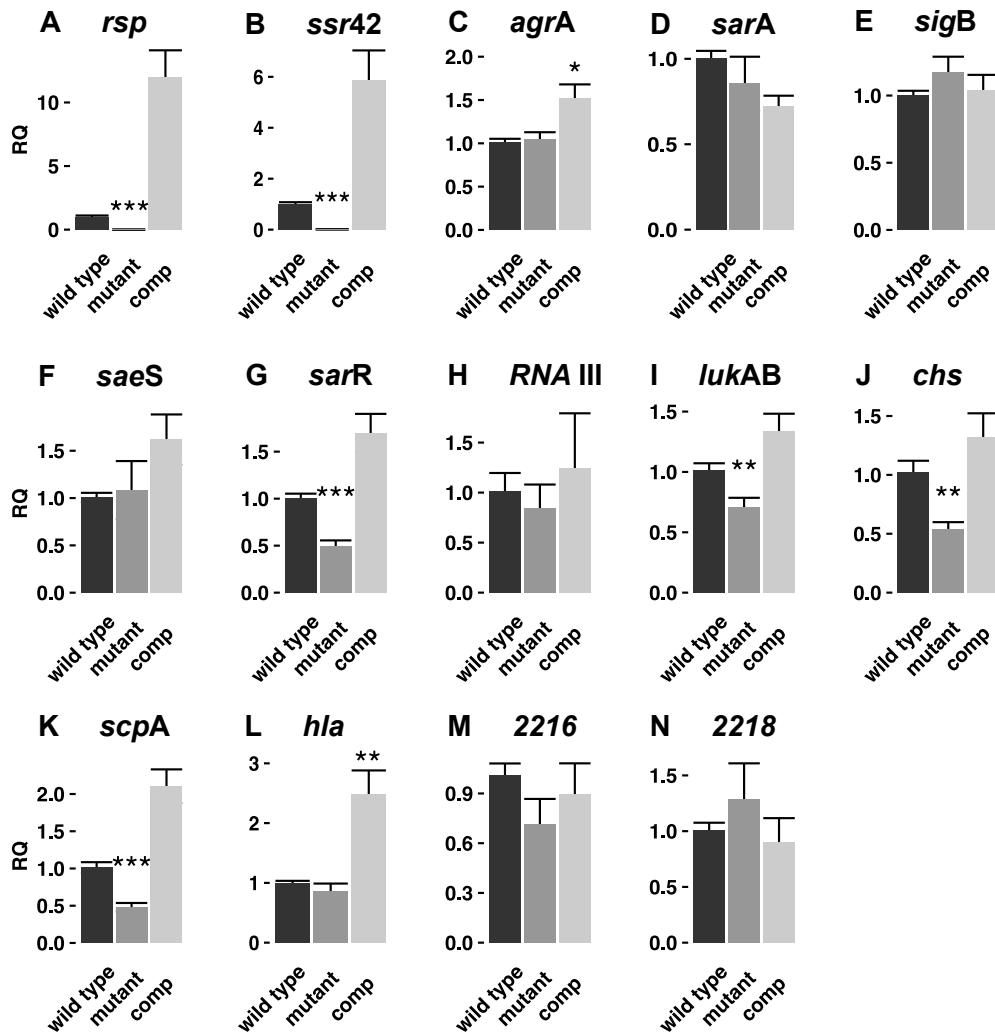 A rsp
B ssr42
C agrA
D sarA
E sigB
RQ
10
5
0
***
wild type
mutant
comp
6
4
2
0
***
wild type
mutant
comp
2.0
1.5
1.0
0.5
0.0
*
wild type
mutant
comp
1.0
0.5
0.0
wild type
mutant
comp
1.0
0.5
0.0
wild type
mutant
comp
F saeS
G sarR
H RNA III
I lukAB
J chs
1.5
1.0
0.5
0.0
wild type
mutant
comp
1.5
1.0
0.5
0.0
***
wild type
mutant
comp
1.5
1.0
0.5
0.0
wild type
mutant
comp
1.5
1.0
0.5
0.0
**
wild type
mutant
comp
1.5
1.0
0.5
0.0
**
wild type
mutant
comp
K scpA
L hla
M 2216
N 2218
RQ
2.0
1.5
1.0
0.5
0.0
***
wild type
mutant
comp
3
2
1
0
**
wild type
mutant
comp
0.9
0.6
0.3
0.0
wild type
mutant
comp
1.5
1.0
0.5
0.0
wild type
mutant
comp